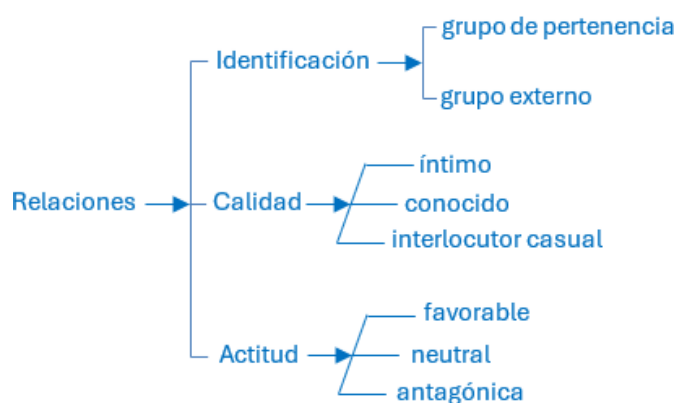 grupo de pertenencia
Identificación
grupo externo
íntimo
Relaciones
Calidad
conocido
interlocutor casual
favorable
Actitud
neutral
antagónica